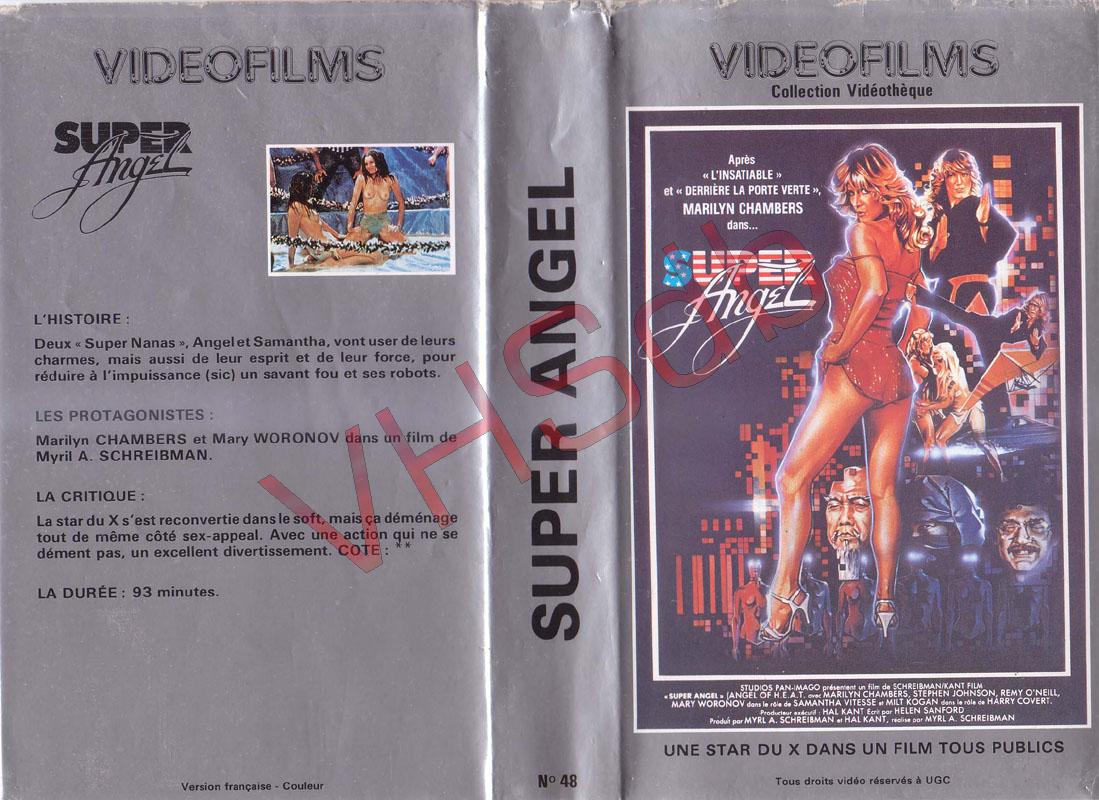 VIDEOFILMS
SUPER
Angel
L'HISTOIRE :
Deux « Super Nanas », Angel et Samantha, vont user de leurs
charmes, mais aussi de leur esprit et de leur force, pour
réduire à l'impuissance (sic) un savant fou et ses robots.
LES PROTAGONISTES :
Marilyn CHAMBERS et Mary WORONOV dans un film de
Myril A. SCHREIBMAN.
LA CRITIQUE :
La star du X s'est reconvertie dans le soft, mais ça déménage
tout de même côté sex-appeal. Avec une action qui ne se
dément pas, un excellent divertissement. COTE : **
LA DURÉE : 93 minutes.
Version française - Couleur
SUPER ANGEL
N° 48
VIDEOFILMS
Collection Vidéothèque
Après
« L'INSATIABLE »
et « DERRIÈRE LA PORTE VERTE »,
MARILYN CHAMBERS
dans...
SUPER
Angel
STUDIOS PAN-IMAGO présentent un film de SCHREIBMAN/KANT FILM
« SUPER ANGEL » (ANGEL OF H.E.A.T. avec MARILYN CHAMBERS, STEPHEN JOHNSON, REMY O'NEILL,
MARY WORONOV dans le rôle de SAMANTHA VITESSE et MILT KOGAN dans le rôle de HARRY COVERT.
Producteur exécutif : HAL KANT Écrit par HELEN SANFORD
Produit par MYRL A. SCHREIBMAN et HAL KANT, réalisé par MYRL A. SCHREIBMAN
UNE STAR DU X DANS UN FILM TOUS PUBLICS
Tous droits vidéo réservés à UGC
VHSdb